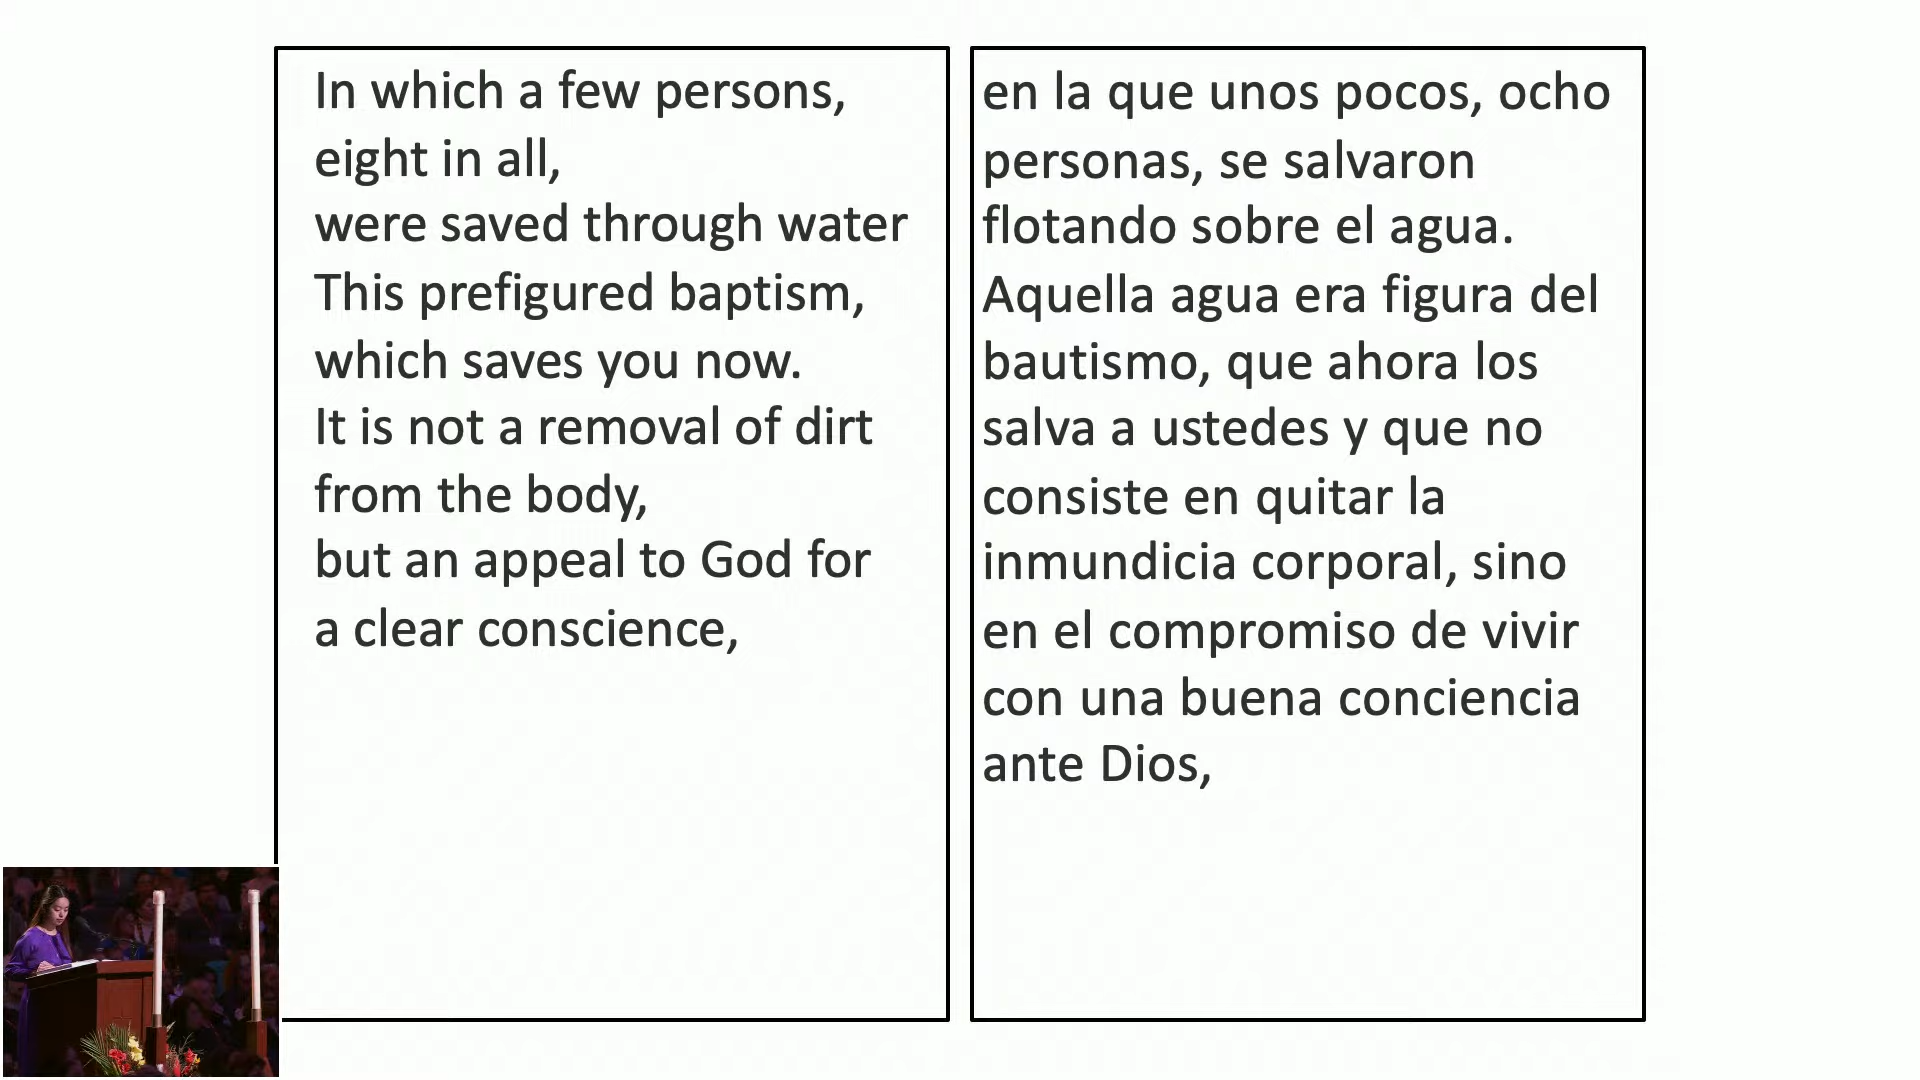 In which a few persons,
eight in all,
were saved through water
This prefigured baptism,
which saves you now.
It is not a removal of dirt
from the body,
but an appeal to God for
a clear conscience,
en la que unos pocos, ocho
personas, se salvaron
flotando sobre el agua.
Aquella agua era figura del
bautismo, que ahora los
salva a ustedes y que no
consiste en quitar la
inmundicia corporal, sino
en el compromiso de vivir
con una buena conciencia
ante Dios,